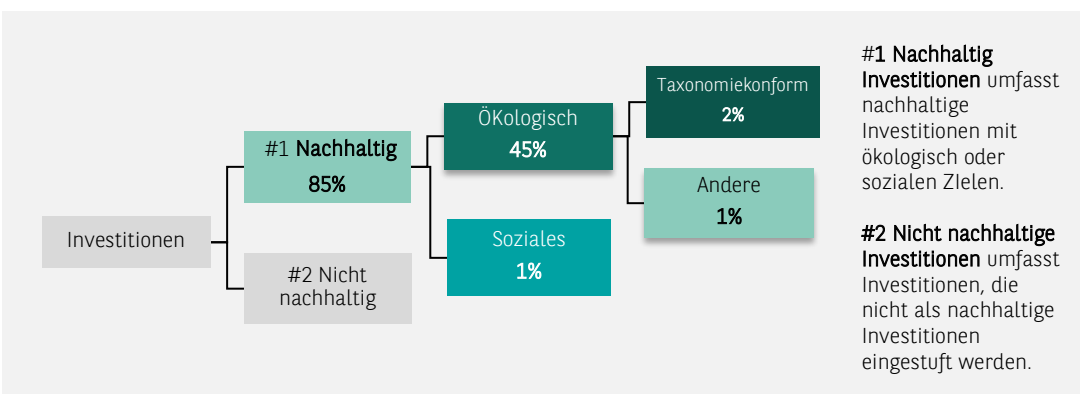 Investitionen
#1 Nachhaltig
85%
#2 Nicht
nachhaltig
ÖKologisch
45%
Soziales
1%
Taxonomiekonform
2%
Andere
1%
#1 Nachhaltig
Investitionen umfasst
nachhaltige
Investitionen mit
ökologisch oder
sozialen ZIelen.
#2 Nicht nachhaltige
Investitionen umfasst
Investitionen, die
nicht als nachhaltige
Investitionen
eingestuft werden.